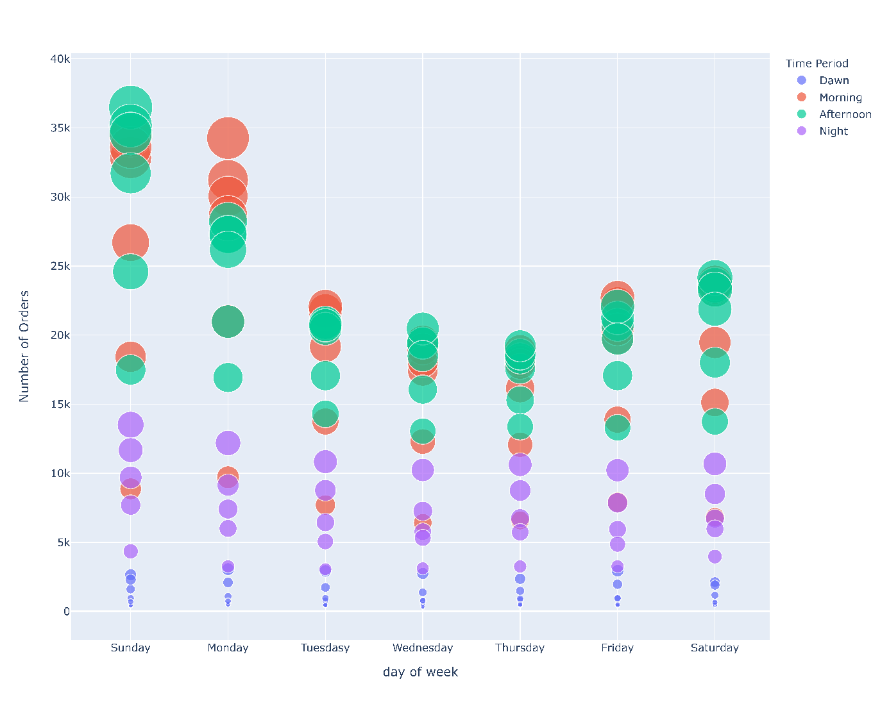 Time Period
Dawn
Morning
Afternoon
Night
Number of Orders
40k
35k
30k
25k
20k
15k
10k
5k
0
Sunday
Monday
Tuesdasy
Wednesday
Thursday
Friday
Saturday
day of week